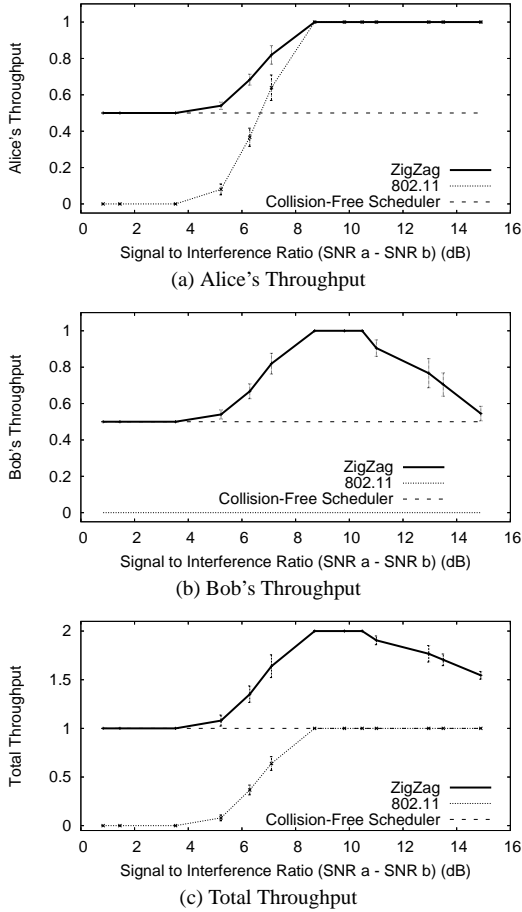 1
0.8
0.6
0.4
0.2
0
Alice's Throughput
ZigZag
802.11
Collision-Free Scheduler
0 2 4 6 8 10 12 14 16
Signal to Interference Ratio (SNR a - SNR b) (dB)
(a) Alice's Throughput
1
0.8
0.6
0.4
0.2
0
Bob's Throughput
ZigZag
802.11
Collision-Free Scheduler
0 2 4 6 8 10 12 14 16
Signal to Interference Ratio (SNR a - SNR b) (dB)
(b) Bob's Throughput
2
1.5
1
0.5
0
Total Throughput
ZigZag
802.11
Collision-Free Scheduler
0 2 4 6 8 10 12 14 16
Signal to Interference Ratio (SNR a - SNR b) (dB)
(c) Total Throughput